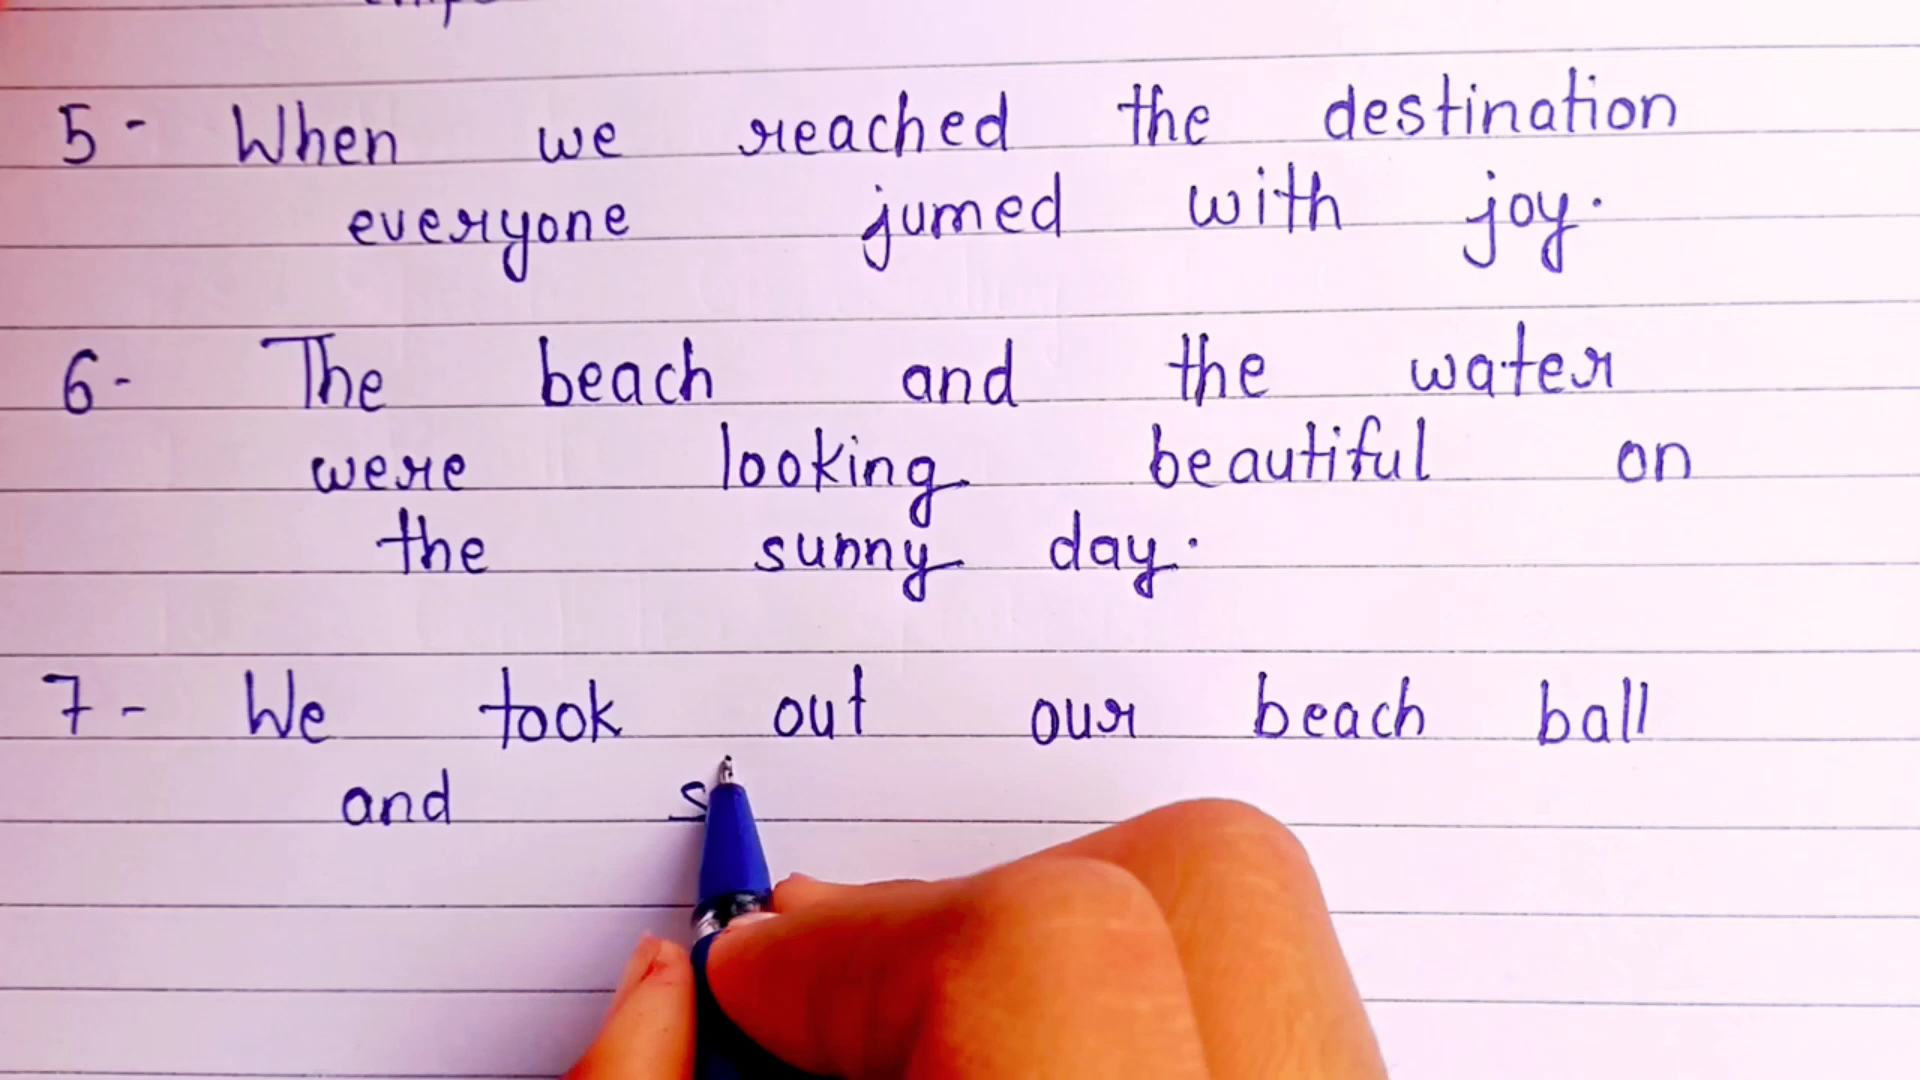 5- When we reached the destination
everyone jumed with joy.
6- The beach and the water
were looking beautiful on
the sunny day.
7- We took out our beach ball
and s